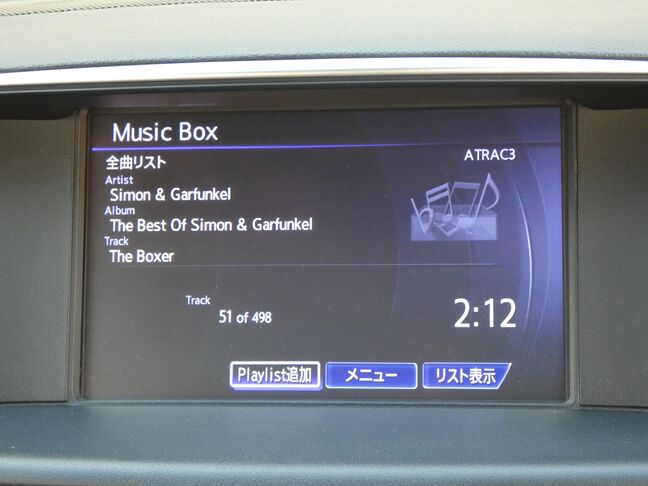 Music Box
全曲リスト
ATRAC3
Artist
Simon & Garfunkel
Album
The Best Of Simon & Garfunkel
Track
The Boxer
Track
51 of 498
2:12
Playlist追加 メニュー リスト表示